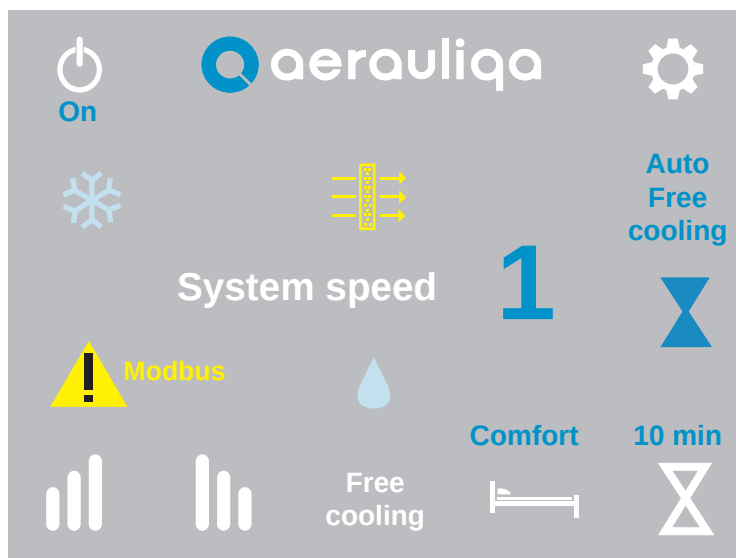 aerauliqa
On
Auto
Free
cooling
System speed
1
Modbus
Comfort
10 min
Free
cooling